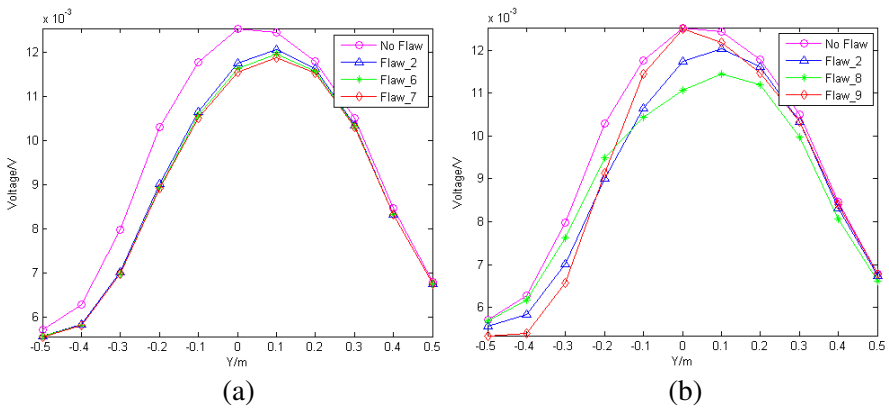 x 10⁻³
No Flaw
Flaw_2
Flaw_6
Flaw_7
12
11
10
9
8
7
6
Voltage/V
-0.5 -0.4 -0.3 -0.2 -0.1 0 0.1 0.2 0.3 0.4 0.5
Y/m
(a)
x 10⁻³
No Flaw
Flaw_2
Flaw_8
Flaw_9
12
11
10
9
8
7
6
Voltage/V
-0.5 -0.4 -0.3 -0.2 -0.1 0 0.1 0.2 0.3 0.4 0.5
Y/m
(b)